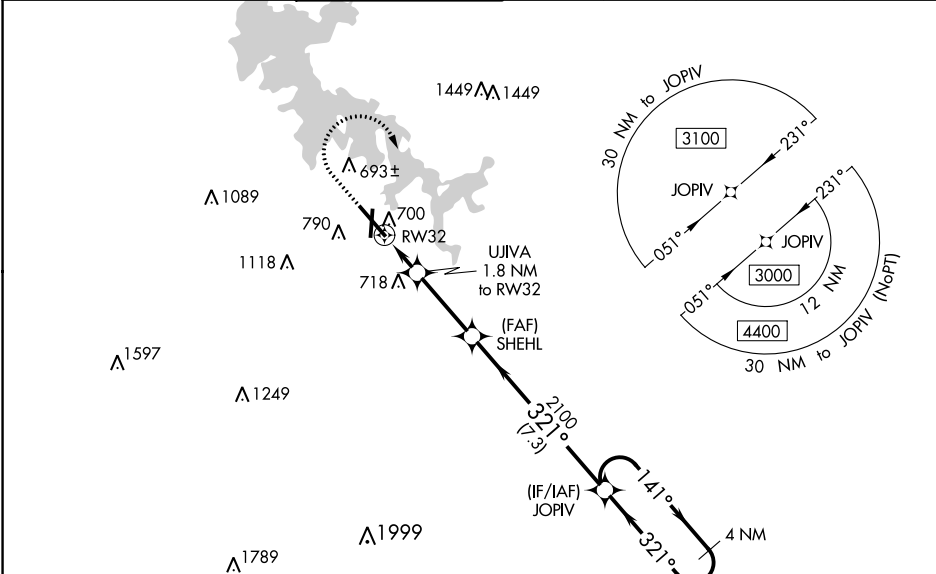 1449 1449
693±
1089
790
700
RW32
1118
UJIVA
1.8 NM
to RW32
718
(FAF)
SHEHL
1597
1249
2100
321°
(7.3)
(IF/IAF)
JOPIV
141°
4 NM
321°
1999
1789
30 NM to JOPIV
3100
231°
JOPIV
051°
231°
JOPIV
3000
051°
12 NM
4400
30 NM to JOPIV (NoPT)